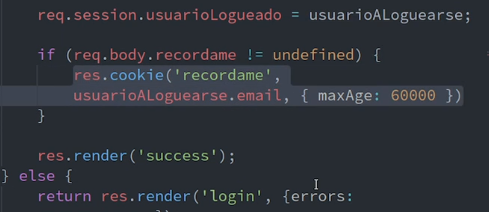 req.session.usuarioLogueado = usuarioALoguearse;
if (req.body.recordame != undefined) {
res.cookie('recordame',
usuarioALoguearse.email, { maxAge: 60000 })
}
res.render('success');
} else {
return res.render('login', {errors: